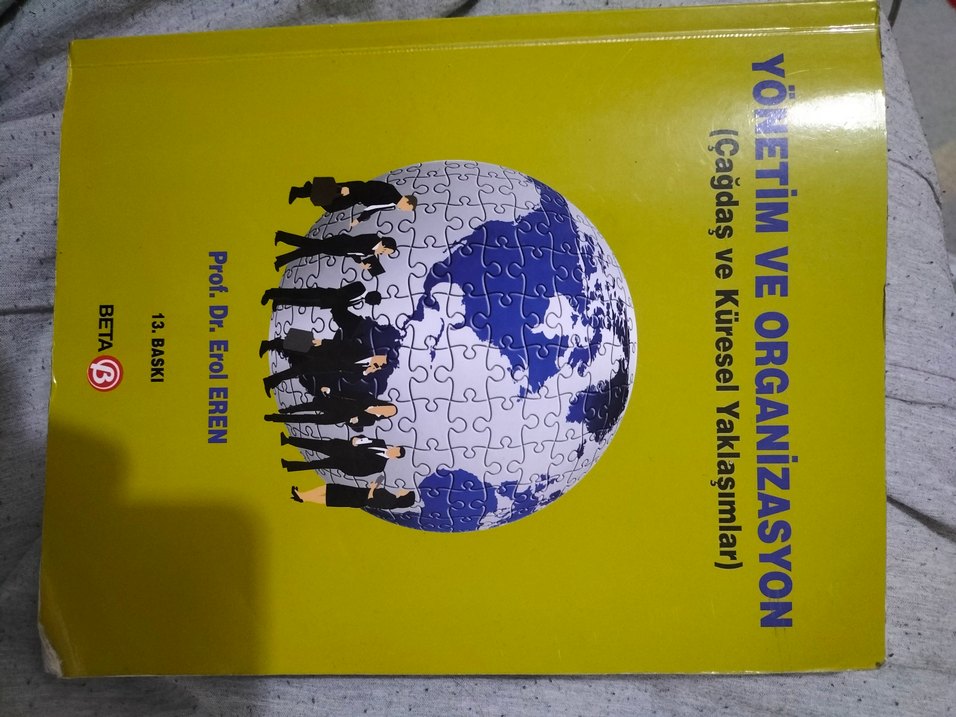 YÖNETİM VE ORGANİZASYON
(Çağdaş ve Küresel Yaklaşımlar)
Prof. Dr. Erol EREN
13. BASKI
BETA β